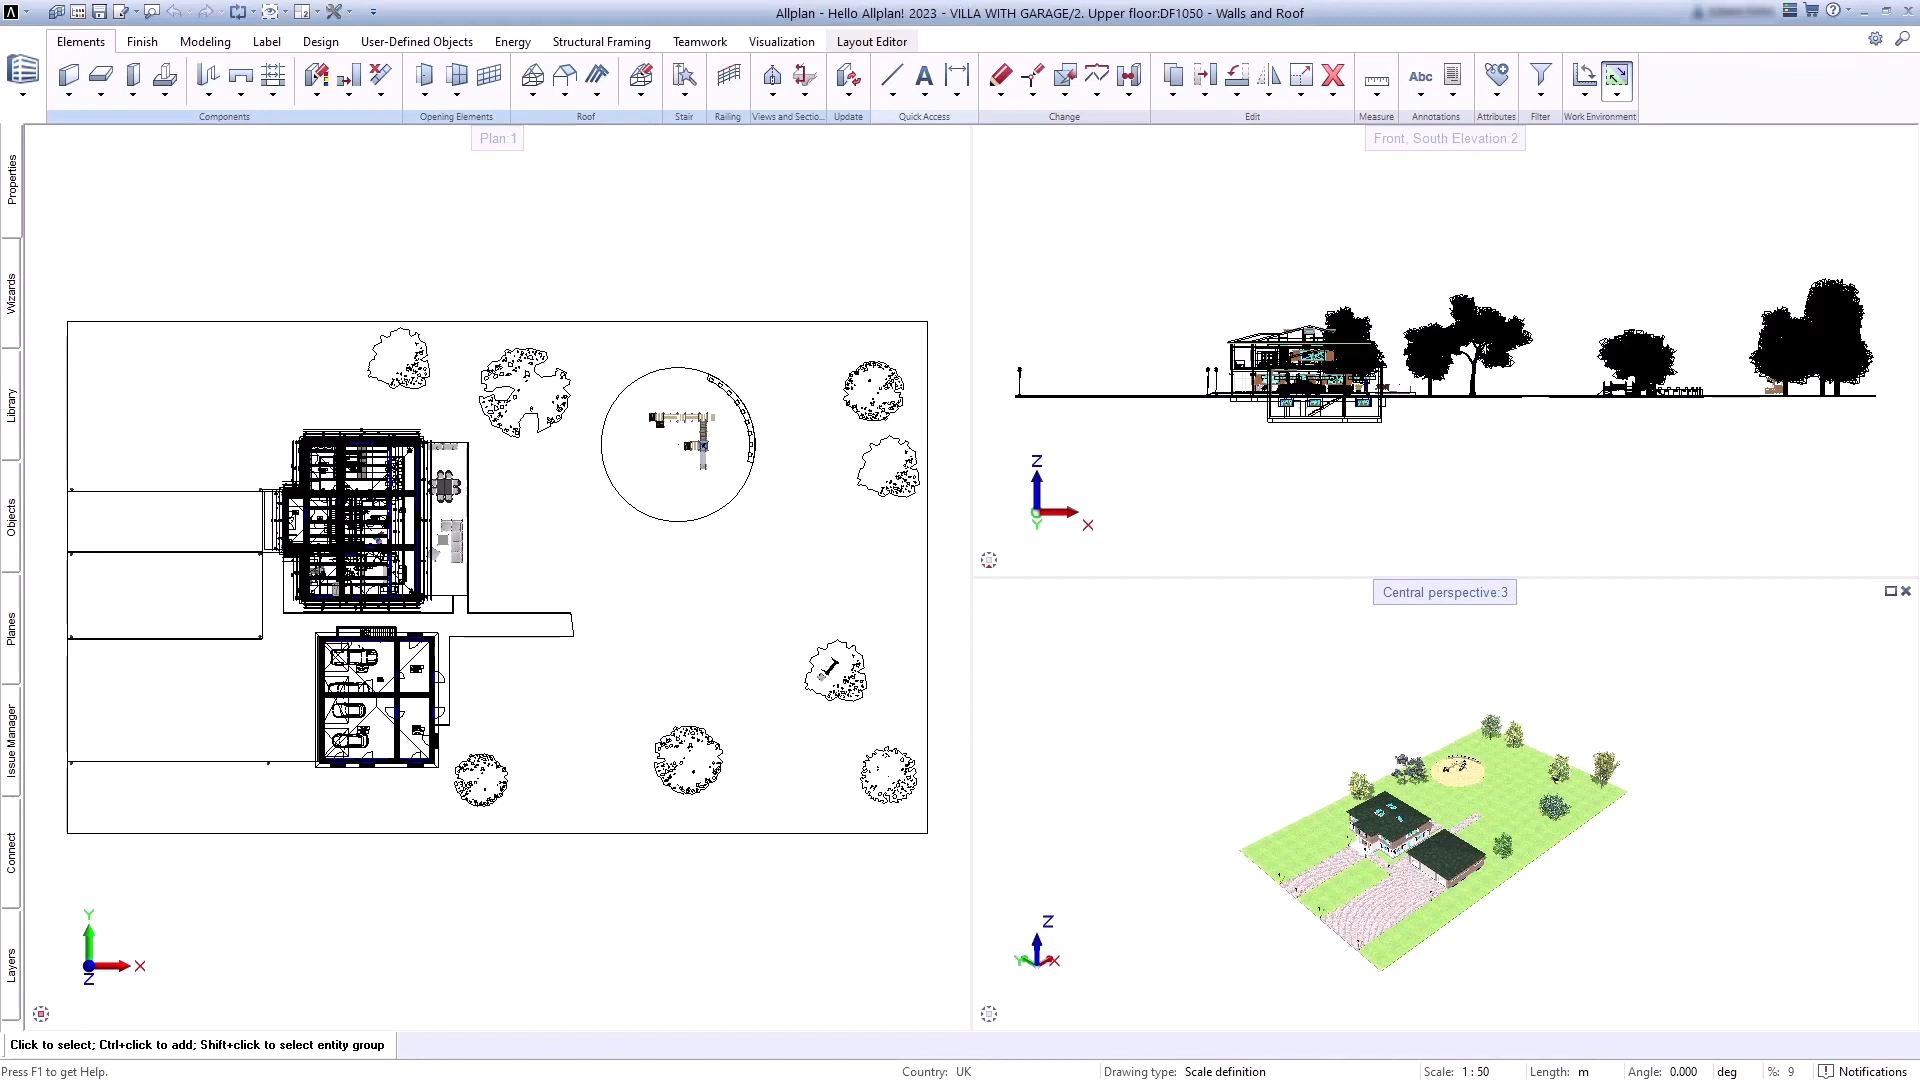 Allplan - Hello Allplan! 2023 - VILLA WITH GARAGE/2. Upper floor:DF1050 - Walls and Roof
Elements Finish Modeling Label Design User-Defined Objects Energy Structural Framing Teamwork Visualization Layout Editor
A Abc
Components Opening Elements Roof Stair Railing Views and Sectio... Update Quick Access Change Edit Measure Annotations Attributes Filter Work Environment
Plan:1
Front, South Elevation:2
Properties
Wizards
Library
Objects
Planes
Issue Manager
Connect
Layers
Z
Y
X
Central perspective:3
Z
Y
X
Y
X
Z
Click to select; Ctrl+click to add; Shift+click to select entity group
Press F1 to get Help. Country: UK Drawing type: Scale definition Scale: 1 : 50 Length: m Angle: 0.000 deg %: 9 Notifications